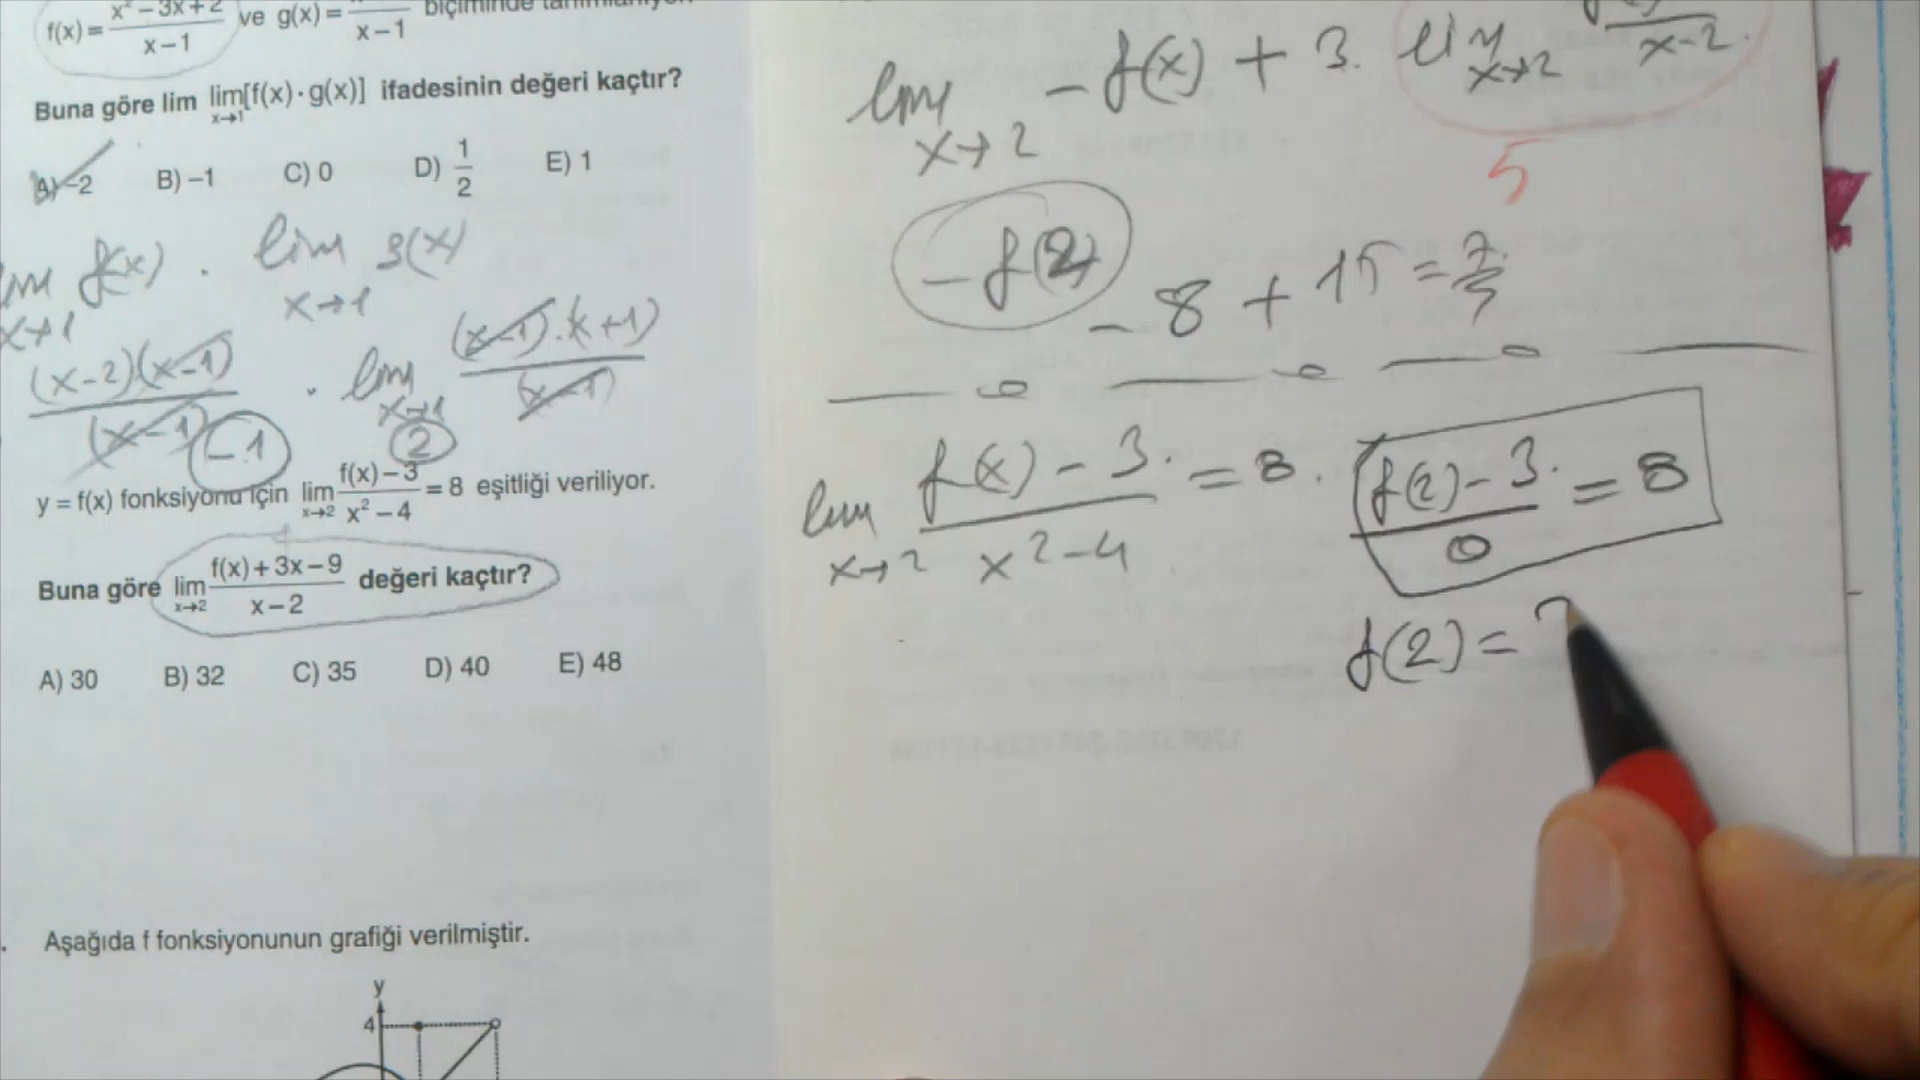 f(x) = x² − 3x + 2 / x − 1 ve g(x) = / x − 1 biçiminde
Buna göre lim lim[f(x) · g(x)] ifadesinin değeri kaçtır?
x→1
A) −2 B) −1 C) 0 D) 1/2 E) 1
f(x) · lim g(x)
x→1 x→1
(x−2)(x−1) / (x−1) · lim (x−1)·(x+1) / (x−1)
x→1
−1 2
y = f(x) fonksiyonu için lim f(x) − 3 / x² − 4 = 8 eşitliği veriliyor.
x→2
Buna göre lim f(x) + 3x − 9 / x − 2 değeri kaçtır?
x→2
A) 30 B) 32 C) 35 D) 40 E) 48
Aşağıda f fonksiyonunun grafiği verilmiştir.
y
4
lim − f(x) + 3. lim / x−2
x→2 x→2
5
−f(2)
−8 + 15 = 7
lim f(x) − 3 / x² − 4 = 8. f(2) − 3 / 0 = 8
x→2
f(2) =